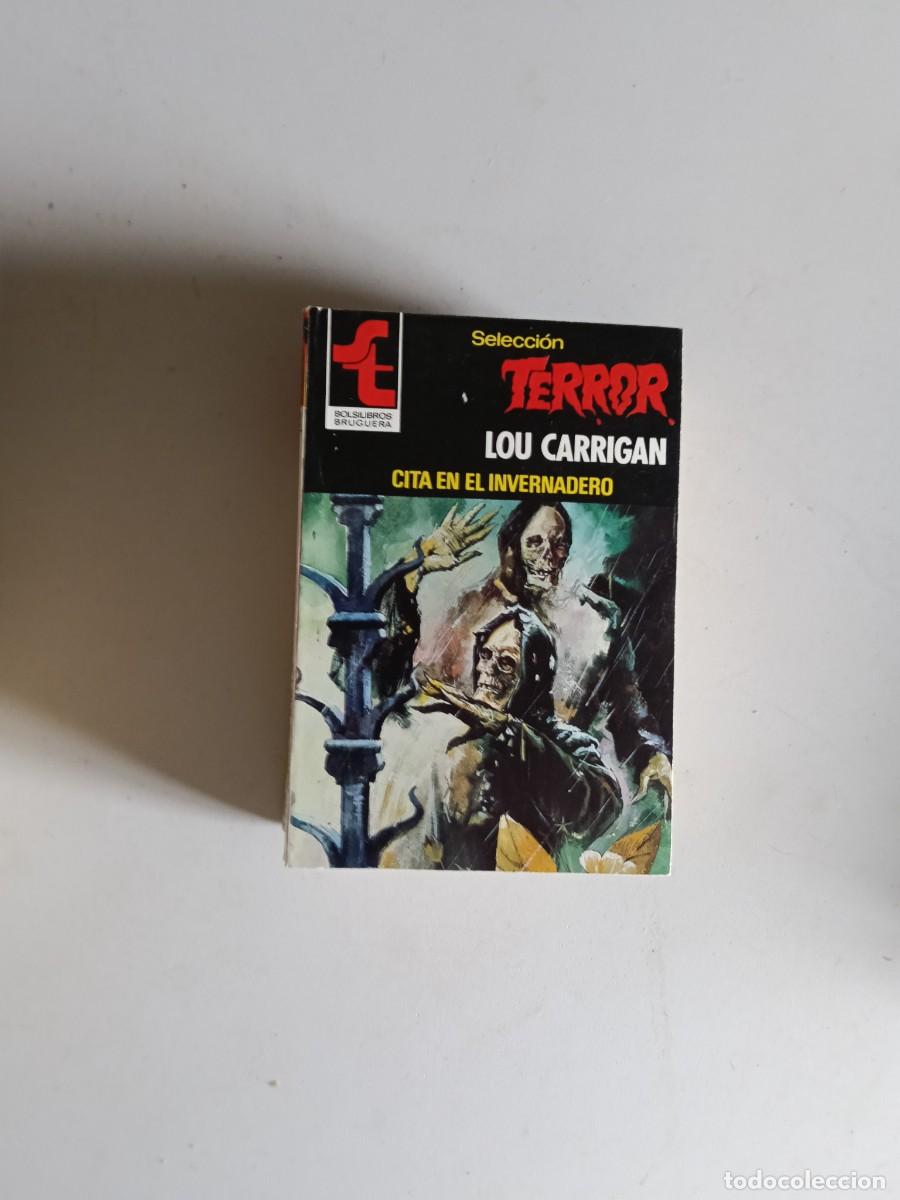 Selección
TERROR
BOLSILIBROS
BRUGUERA
LOU CARRIGAN
CITA EN EL INVERNADERO
todocoleccion